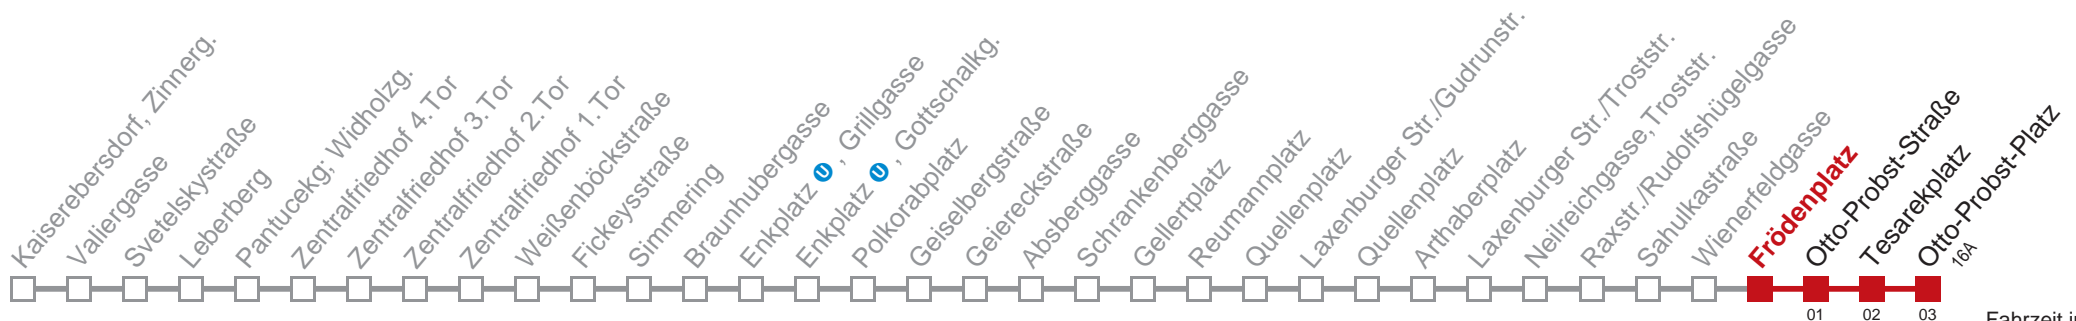 Kaiserebersdorf, Zinnerg.
Valiergasse
Svetelskystraße
Leberberg
Pantucekg; Widholzg.
Zentralfriedhof 4. Tor
Zentralfriedhof 3. Tor
Zentralfriedhof 2. Tor
Zentralfriedhof 1. Tor
Weißenböckstraße
Fickeysstraße
Simmering
Braunhubergasse
Enkplatz U , Grillgasse
Enkplatz U , Gottschalkg.
Polkorabplatz
Geiselbergstraße
Geiereckstraße
Absberggasse
Schrankenberggasse
Gellertplatz
Reumannplatz
Quellenplatz
Laxenburger Str./Gudrunstr.
Quellenplatz
Arthaberplatz
Laxenburger Str./Troststr.
Neilreichgasse, Troststr.
Raxstr./Rudolfshügelgasse
Sahulkastraße
Wienerfeldgasse
Frödenplatz
Otto-Probst-Straße
Tesarekplatz
Otto-Probst-Platz
16A
01 02 03
Fahrzeit